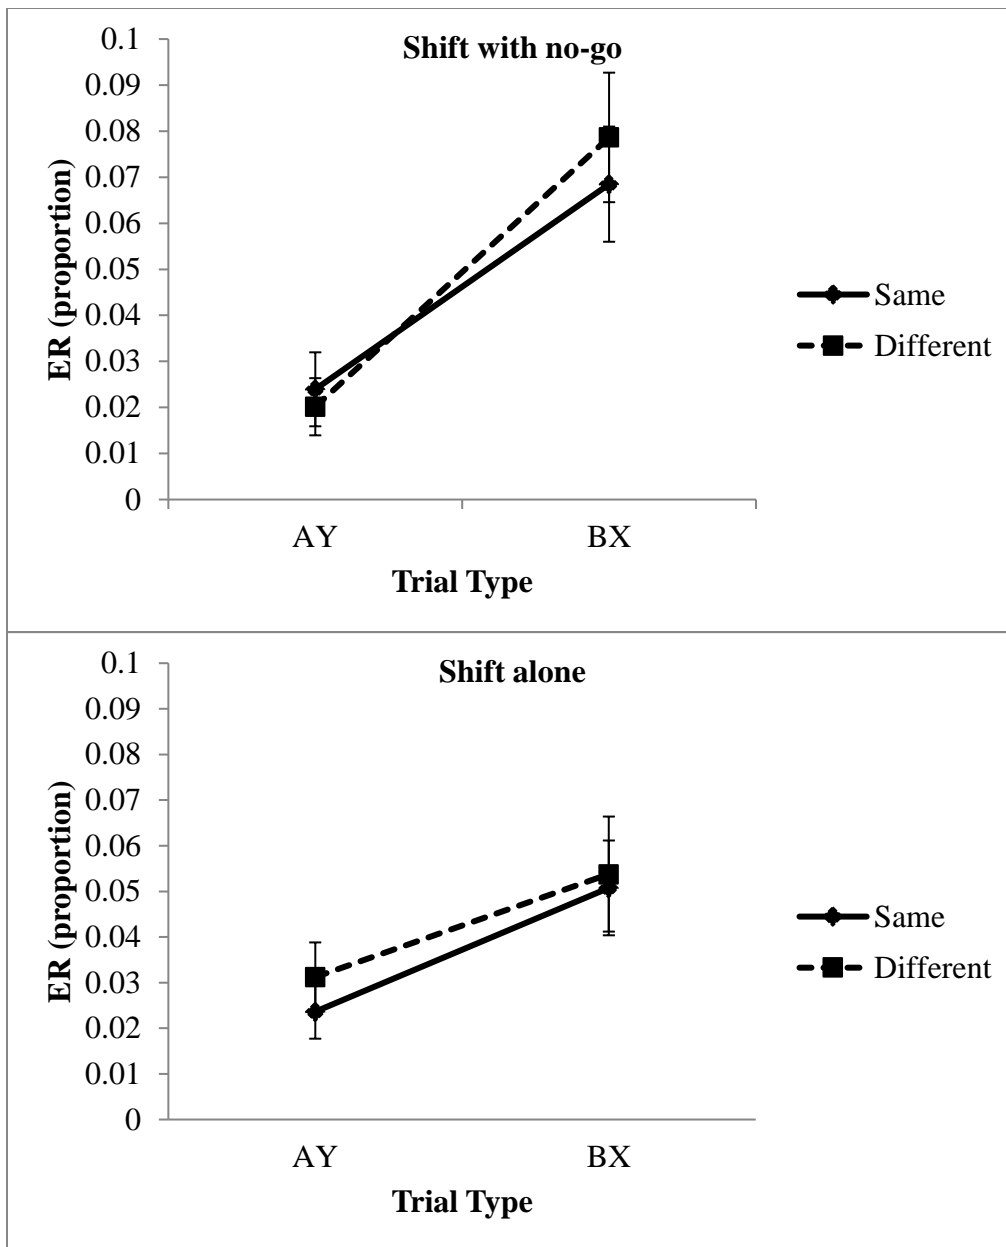 Shift with no-go
0.1
0.09
0.08
0.07
0.06
0.05
0.04
0.03
0.02
0.01
0
ER (proportion)
AY BX
Trial Type
Same
Different
Shift alone
0.1
0.09
0.08
0.07
0.06
0.05
0.04
0.03
0.02
0.01
0
ER (proportion)
AY BX
Trial Type
Same
Different